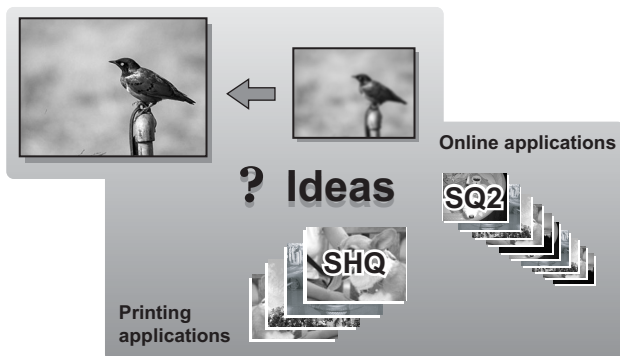 Online applications
SQ2
? Ideas
SHQ
Printing
applications